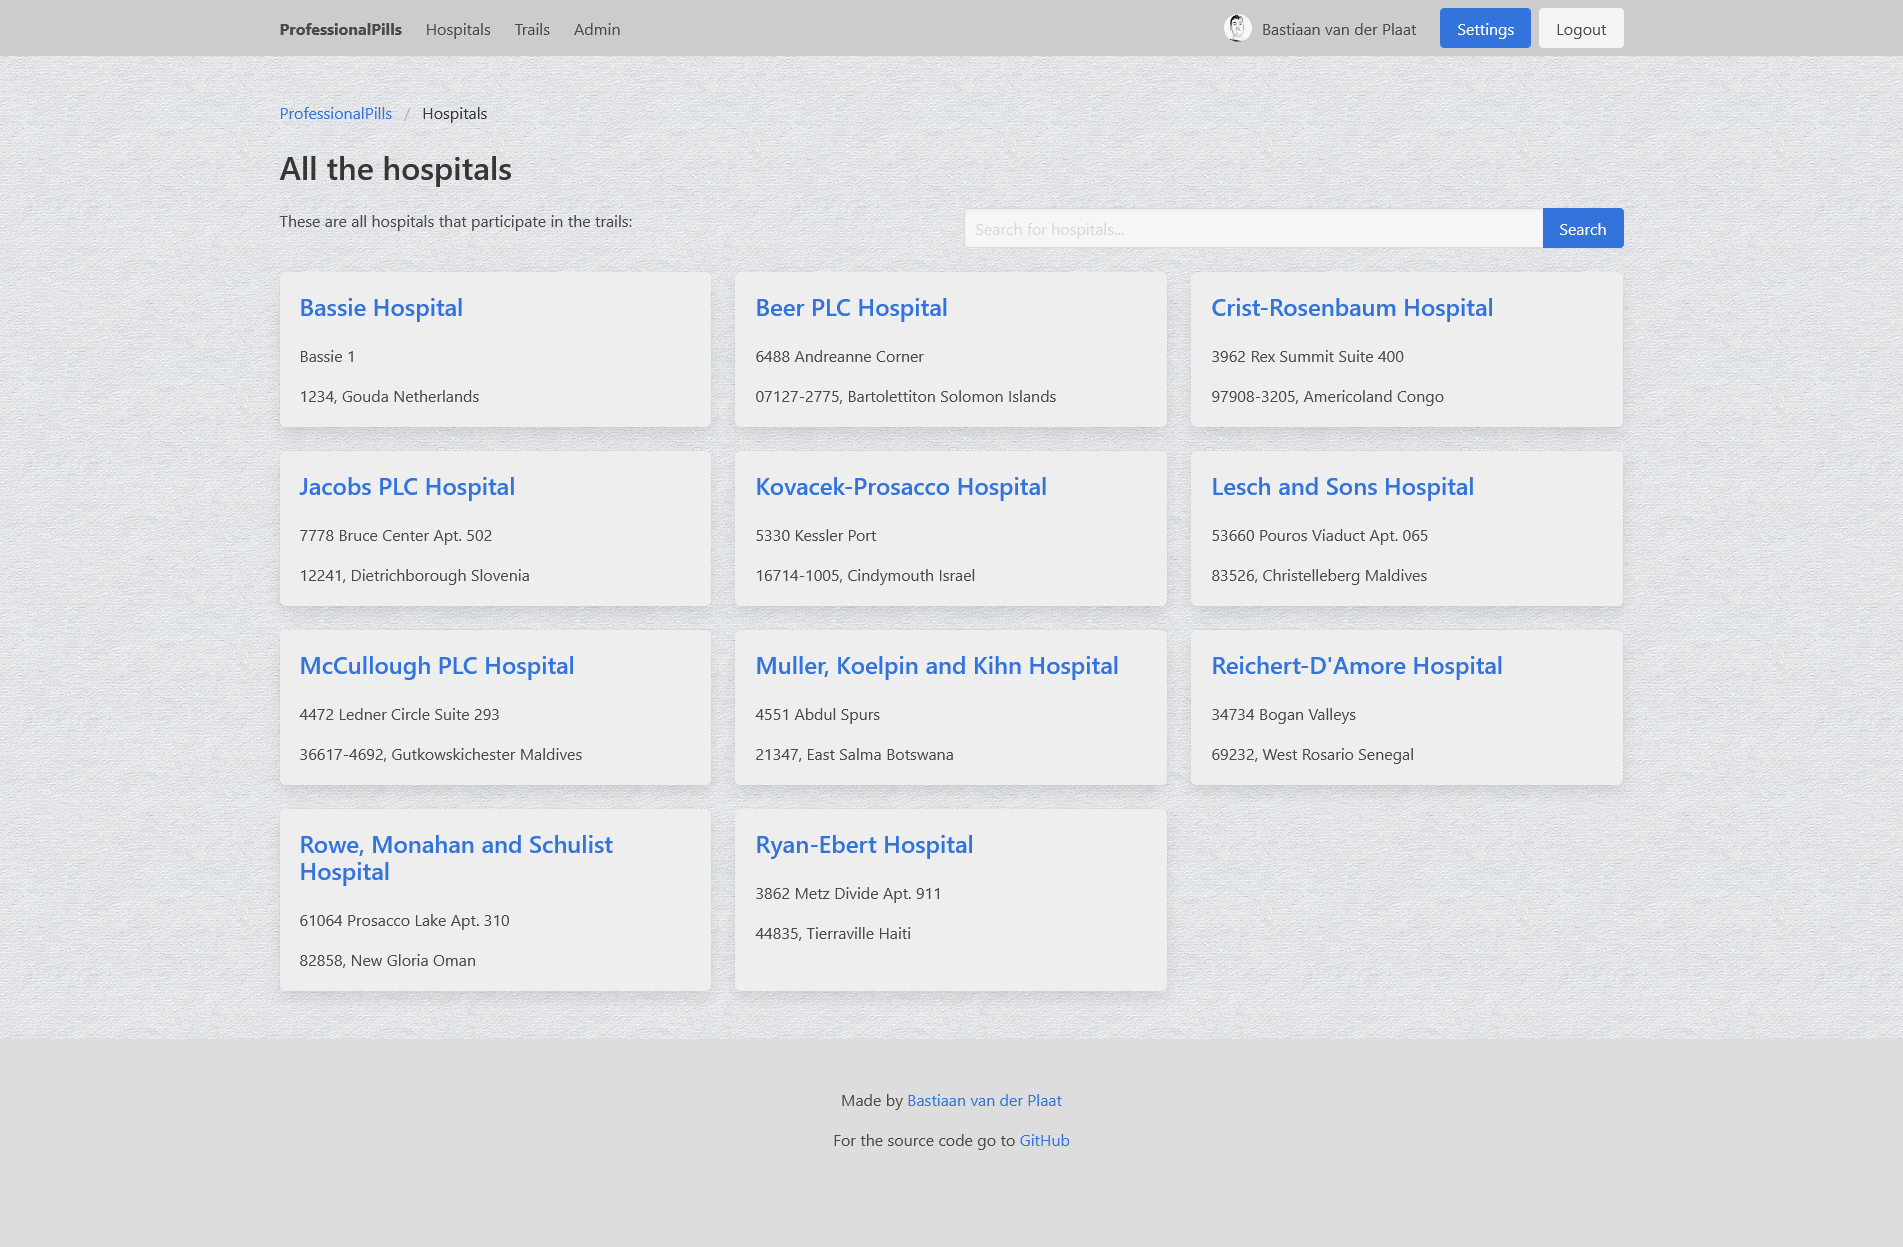 ProfessionalPills Hospitals Trails Admin Bastiaan van der Plaat Settings Logout
ProfessionalPills / Hospitals
All the hospitals
These are all hospitals that participate in the trails:
Search for hospitals... Search
Bassie Hospital
Bassie 1
1234, Gouda Netherlands
Beer PLC Hospital
6488 Andreanne Corner
07127-2775, Bartolettiton Solomon Islands
Crist-Rosenbaum Hospital
3962 Rex Summit Suite 400
97908-3205, Americoland Congo
Jacobs PLC Hospital
7778 Bruce Center Apt. 502
12241, Dietrichborough Slovenia
Kovacek-Prosacco Hospital
5330 Kessler Port
16714-1005, Cindymouth Israel
Lesch and Sons Hospital
53660 Pouros Viaduct Apt. 065
83526, Christelleberg Maldives
McCullough PLC Hospital
4472 Ledner Circle Suite 293
36617-4692, Gutkowskichester Maldives
Muller, Koelpin and Kihn Hospital
4551 Abdul Spurs
21347, East Salma Botswana
Reichert-D'Amore Hospital
34734 Bogan Valleys
69232, West Rosario Senegal
Rowe, Monahan and Schulist
Hospital
61064 Prosacco Lake Apt. 310
82858, New Gloria Oman
Ryan-Ebert Hospital
3862 Metz Divide Apt. 911
44835, Tierraville Haiti
Made by Bastiaan van der Plaat
For the source code go to GitHub